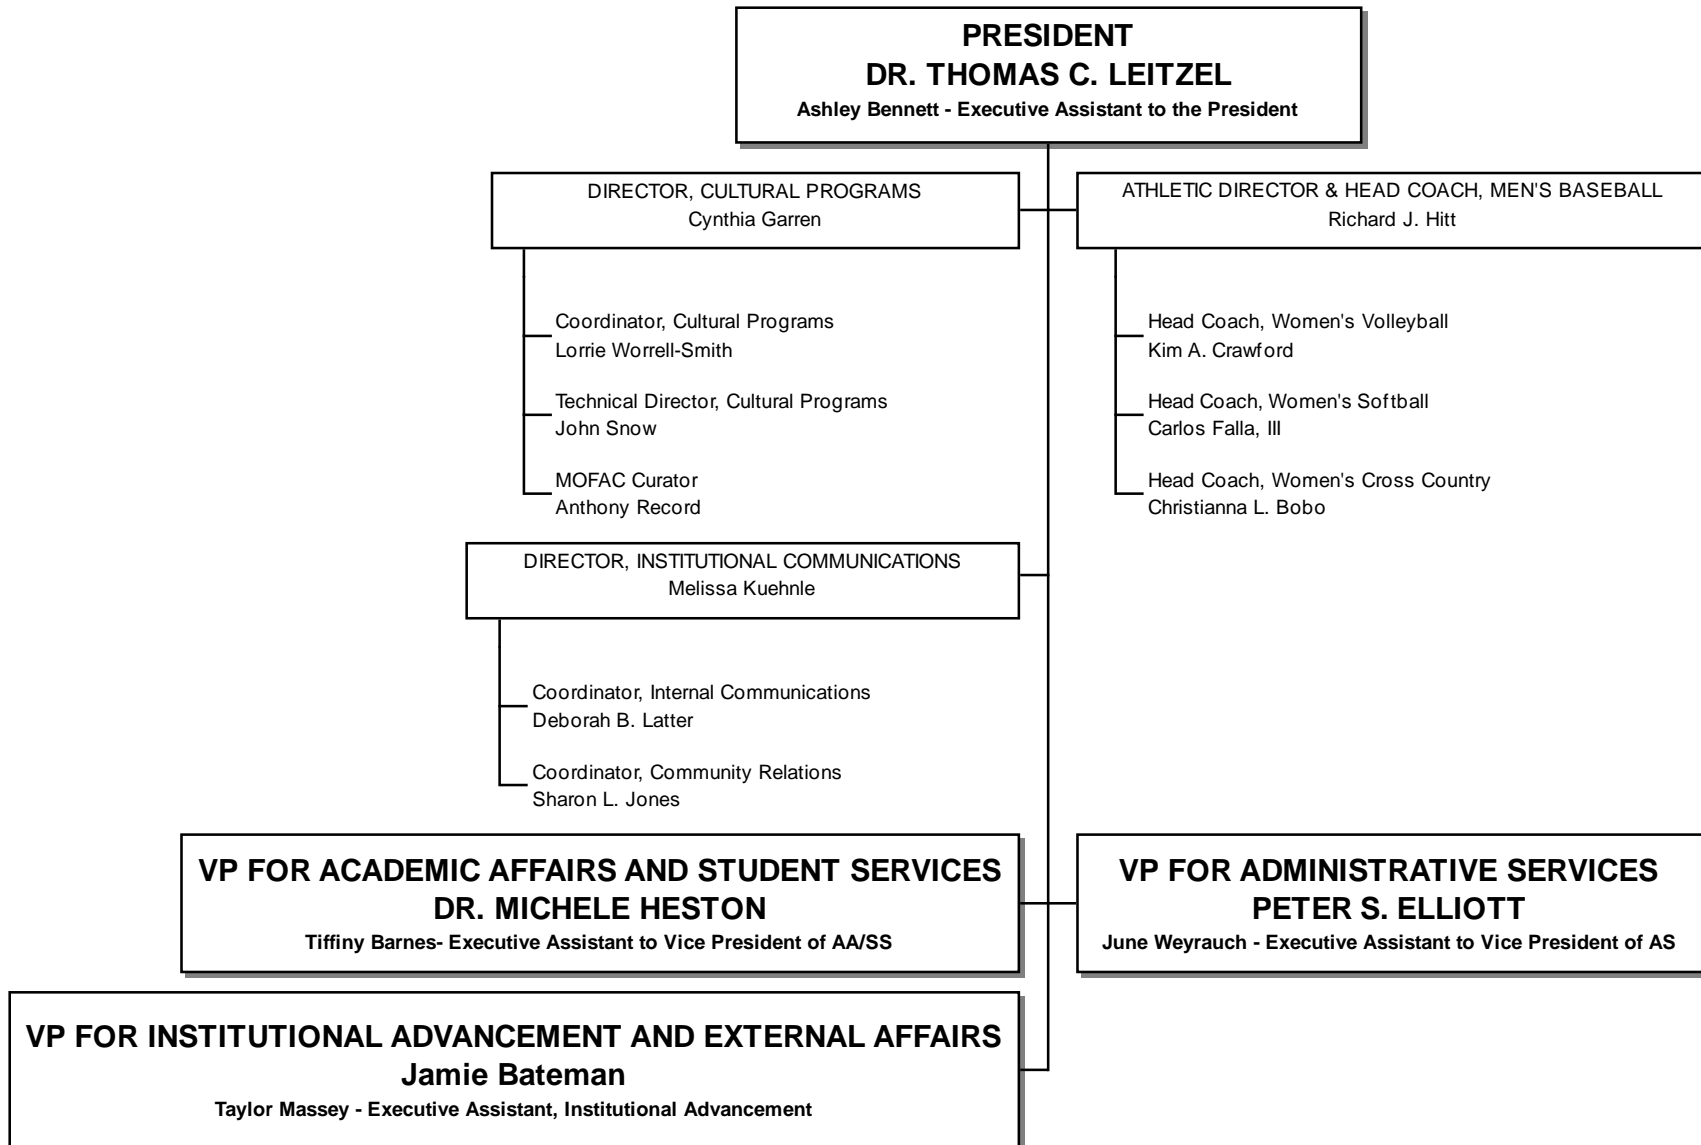 PRESIDENT
DR. THOMAS C. LEITZEL
Ashley Bennett - Executive Assistant to the President
DIRECTOR, CULTURAL PROGRAMS
Cynthia Garren
Coordinator, Cultural Programs
Lorrie Worrell-Smith
Technical Director, Cultural Programs
John Snow
MOFAC Curator
Anthony Record
ATHLETIC DIRECTOR & HEAD COACH, MEN'S BASEBALL
Richard J. Hitt
Head Coach, Women's Volleyball
Kim A. Crawford
Head Coach, Women's Softball
Carlos Falla, III
Head Coach, Women's Cross Country
Christianna L. Bobo
DIRECTOR, INSTITUTIONAL COMMUNICATIONS
Melissa Kuehnle
Coordinator, Internal Communications
Deborah B. Latter
Coordinator, Community Relations
Sharon L. Jones
VP FOR ACADEMIC AFFAIRS AND STUDENT SERVICES
DR. MICHELE HESTON
Tiffiny Barnes- Executive Assistant to Vice President of AA/SS
VP FOR ADMINISTRATIVE SERVICES
PETER S. ELLIOTT
June Weyrauch - Executive Assistant to Vice President of AS
VP FOR INSTITUTIONAL ADVANCEMENT AND EXTERNAL AFFAIRS
Jamie Bateman
Taylor Massey - Executive Assistant, Institutional Advancement